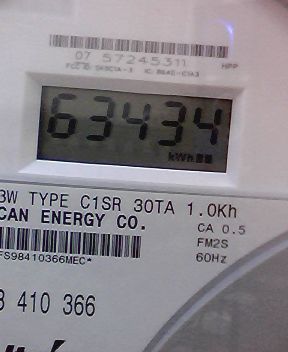 07 57245311
HPP
63434
kWh
3W TYPE C1SR 30TA 1.0Kh
CAN ENERGY CO.
CA 0.5
FM2S
FS98410366MEC*
60Hz
410 366